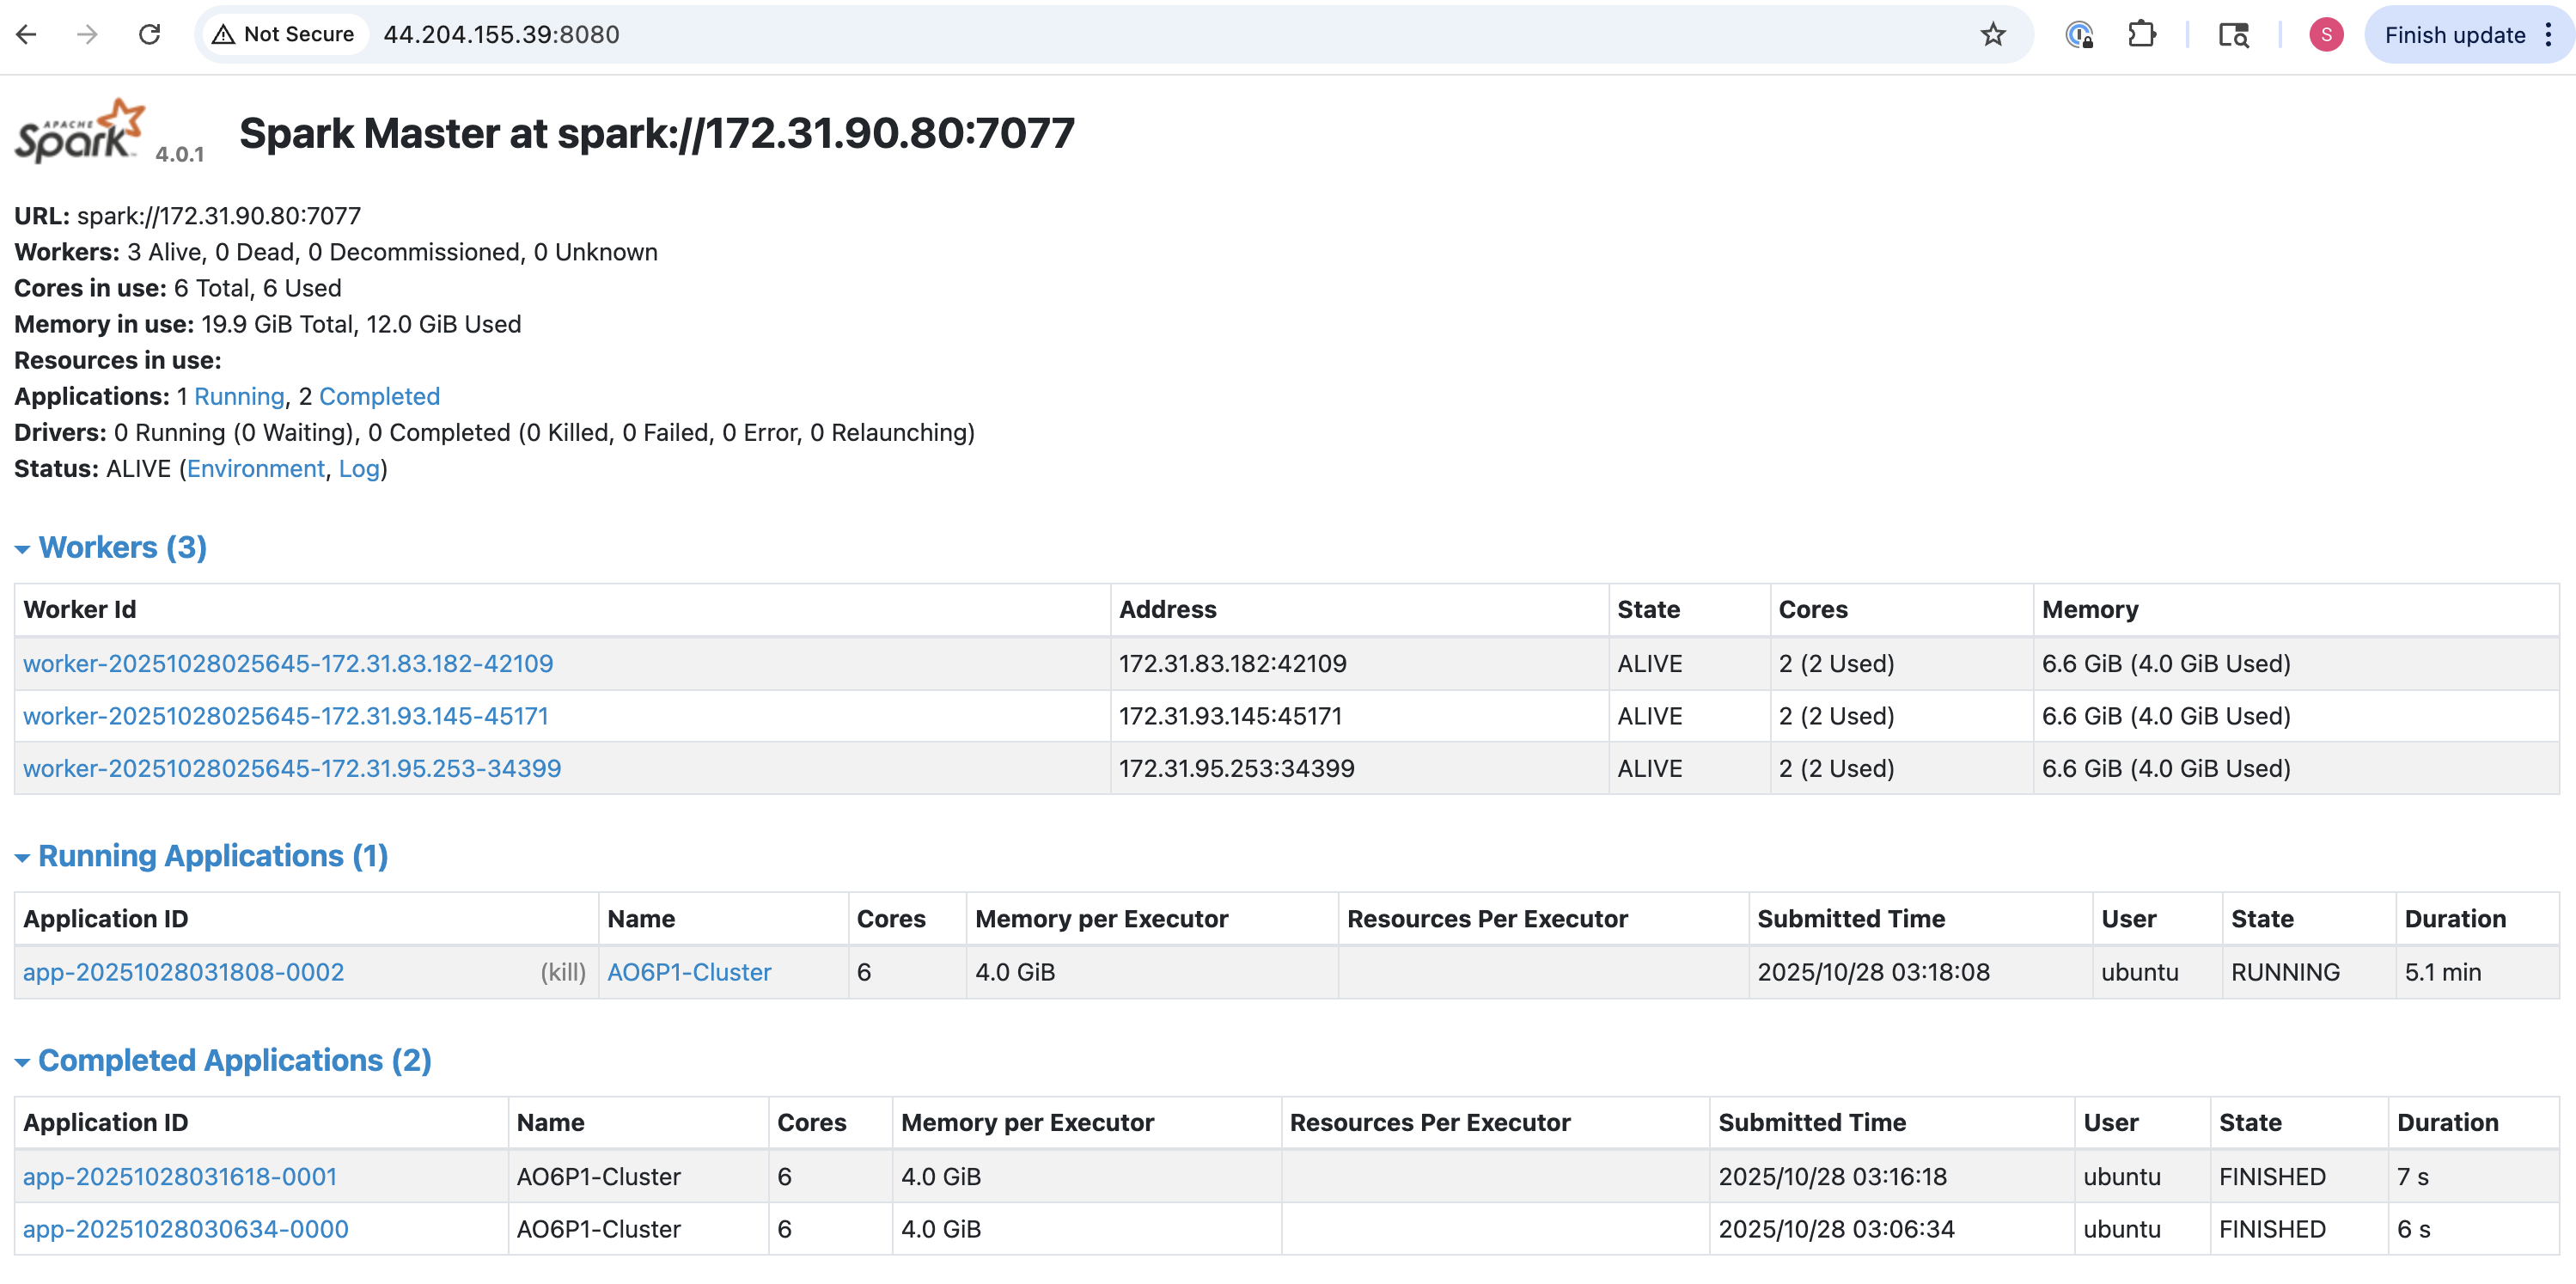 Not Secure 44.204.155.39:8080 S Finish update
APACHE Spark 4.0.1 Spark Master at spark://172.31.90.80:7077
URL: spark://172.31.90.80:7077
Workers: 3 Alive, 0 Dead, 0 Decommissioned, 0 Unknown
Cores in use: 6 Total, 6 Used
Memory in use: 19.9 GiB Total, 12.0 GiB Used
Resources in use:
Applications: 1 Running, 2 Completed
Drivers: 0 Running (0 Waiting), 0 Completed (0 Killed, 0 Failed, 0 Error, 0 Relaunching)
Status: ALIVE (Environment, Log)
Workers (3)
Worker Id Address State Cores Memory
worker-20251028025645-172.31.83.182-42109 172.31.83.182:42109 ALIVE 2 (2 Used) 6.6 GiB (4.0 GiB Used)
worker-20251028025645-172.31.93.145-45171 172.31.93.145:45171 ALIVE 2 (2 Used) 6.6 GiB (4.0 GiB Used)
worker-20251028025645-172.31.95.253-34399 172.31.95.253:34399 ALIVE 2 (2 Used) 6.6 GiB (4.0 GiB Used)
Running Applications (1)
Application ID Name Cores Memory per Executor Resources Per Executor Submitted Time User State Duration
app-20251028031808-0002 (kill) AO6P1-Cluster 6 4.0 GiB 2025/10/28 03:18:08 ubuntu RUNNING 5.1 min
Completed Applications (2)
Application ID Name Cores Memory per Executor Resources Per Executor Submitted Time User State Duration
app-20251028031618-0001 AO6P1-Cluster 6 4.0 GiB 2025/10/28 03:16:18 ubuntu FINISHED 7 s
app-20251028030634-0000 AO6P1-Cluster 6 4.0 GiB 2025/10/28 03:06:34 ubuntu FINISHED 6 s